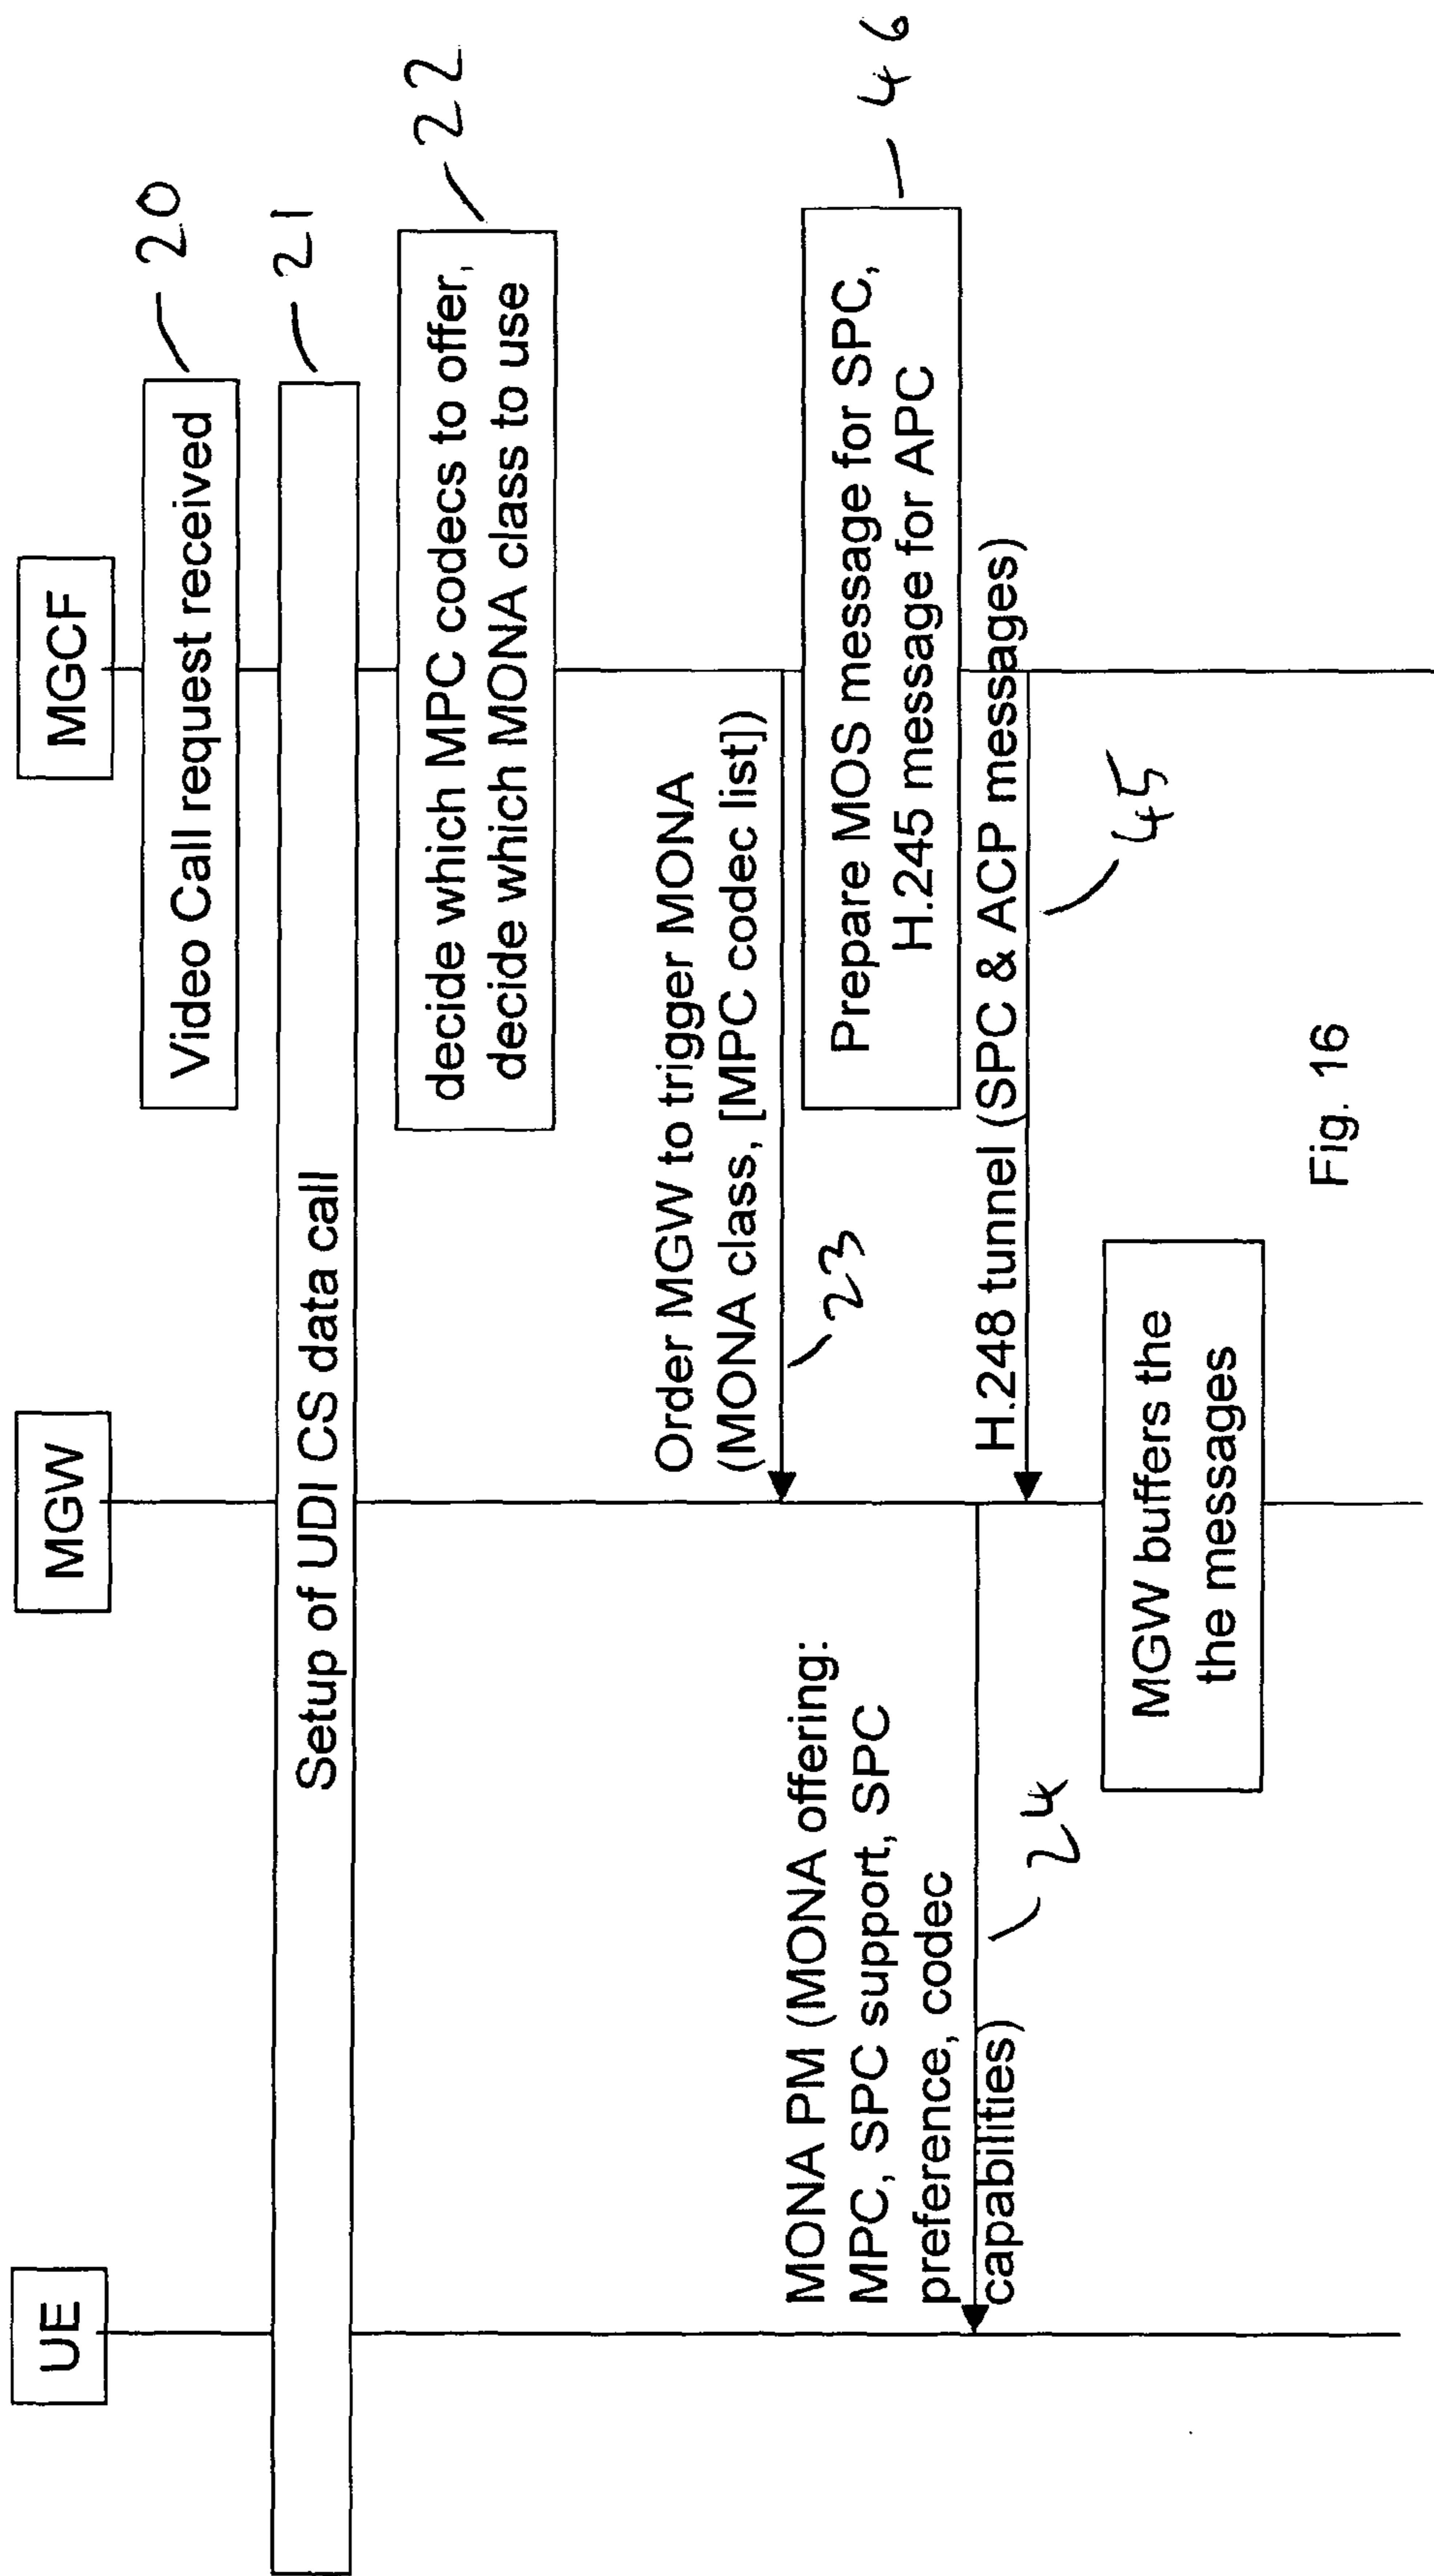 UE
MGW
MGCF
Video Call request received
20
Setup of UDI CS data call
21
decide which MPC codecs to offer,
decide which MONA class to use
22
Order MGW to trigger MONA
(MONA class, [MPC codec list])
23
MONA PM (MONA offering:
MPC, SPC support, SPC
preference, codec
capabilities)
24
Prepare MOS message for SPC,
H.245 message for APC
46
H.248 tunnel (SPC & ACP messages)
45
MGW buffers the
the messages
Fig. 16